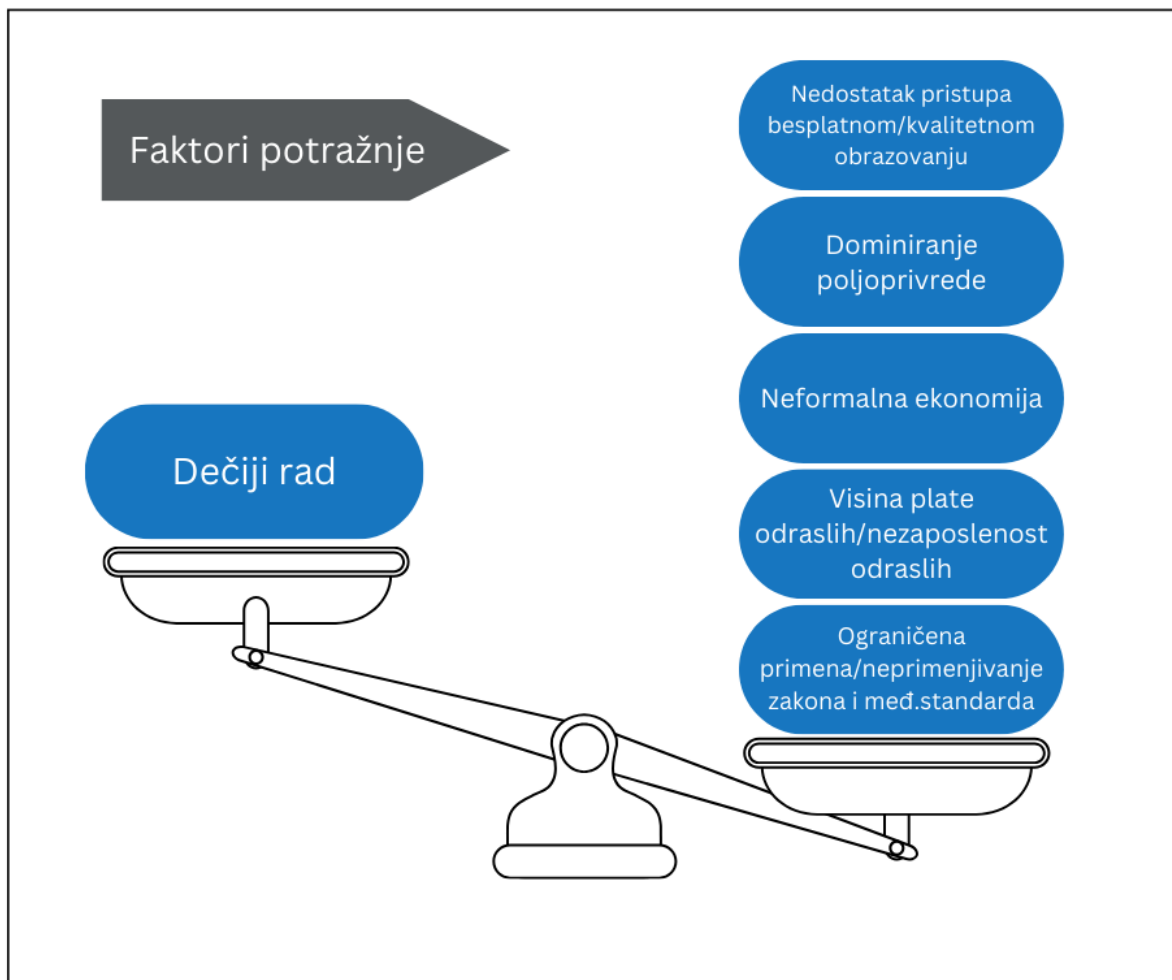 Faktori potražnje
Nedostatak pristupa
besplatnom/kvalitetnom
obrazovanju
Dominiranje
poljoprivrede
Neformalna ekonomija
Dečiji rad
Visina plate
odraslih/nezaposlenost
odraslih
Ograničena
primena/neprimenjivanje
zakona i međ.standarda